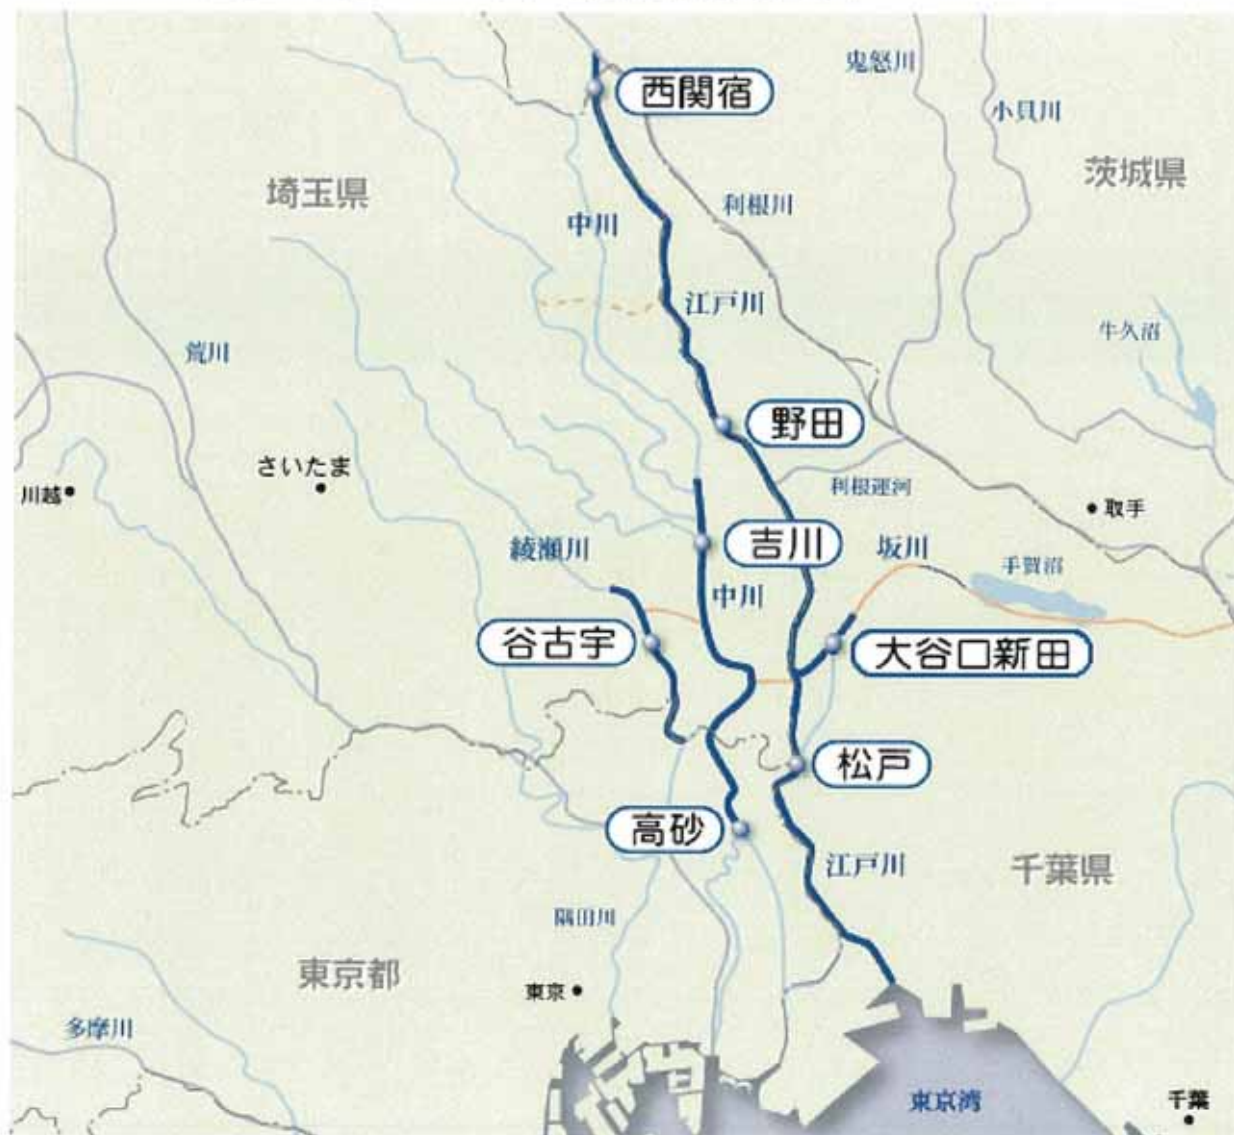 鬼怒川
西関宿
小貝川
茨城県
埼玉県
利根川
中川
江戸川
牛久沼
荒川
野田
さいたま
利根運河
川越
取手
吉川
坂川
綾瀬川
手賀沼
中川
谷古宇
大谷口新田
松戸
高砂
江戸川
千葉県
隅田川
東京都
東京
多摩川
東京湾
千葉